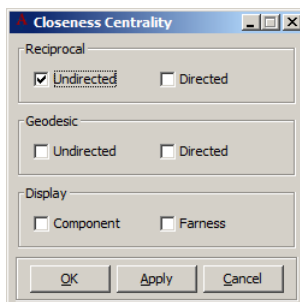 Closeness Centrality
Reciprocal
Undirected Directed
Geodesic
Undirected Directed
Display
Component Farness
OK Apply Cancel